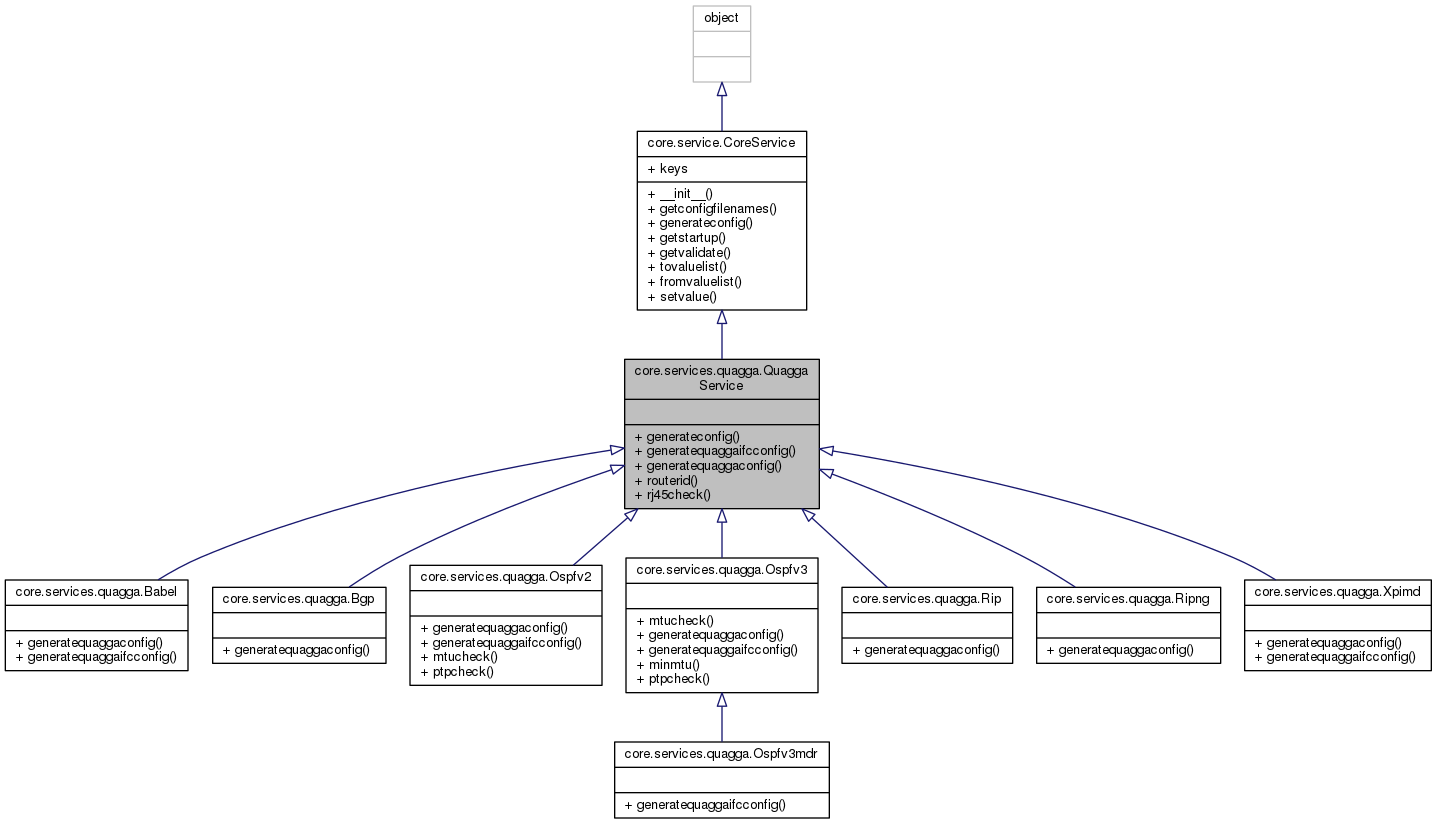 object
core.service.CoreService
+ keys
+ __init__()
+ getconfigfilenames()
+ generateconfig()
+ getstartup()
+ getvalidate()
+ tovaluelist()
+ fromvaluelist()
+ setvalue()
core.services.quagga.Quagga
Service
+ generateconfig()
+ generatequaggaifcconfig()
+ generatequaggaconfig()
+ routerid()
+ rj45check()
core.services.quagga.Babel
+ generatequaggaconfig()
+ generatequaggaifcconfig()
core.services.quagga.Bgp
+ generatequaggaconfig()
core.services.quagga.Ospfv2
+ generatequaggaconfig()
+ generatequaggaifcconfig()
+ mtucheck()
+ ptpcheck()
core.services.quagga.Ospfv3
+ mtucheck()
+ generatequaggaconfig()
+ generatequaggaifcconfig()
+ minmtu()
+ ptpcheck()
core.services.quagga.Rip
+ generatequaggaconfig()
core.services.quagga.Ripng
+ generatequaggaconfig()
core.services.quagga.Xpimd
+ generatequaggaconfig()
+ generatequaggaifcconfig()
core.services.quagga.Ospfv3mdr
+ generatequaggaifcconfig()